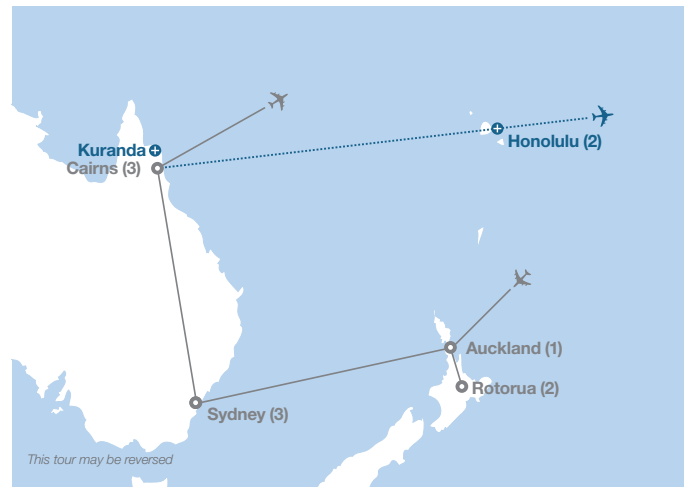 Honolulu (2)
Kuranda
Cairns (3)
Auckland (1)
Rotorua (2)
Sydney (3)
This tour may be reversed